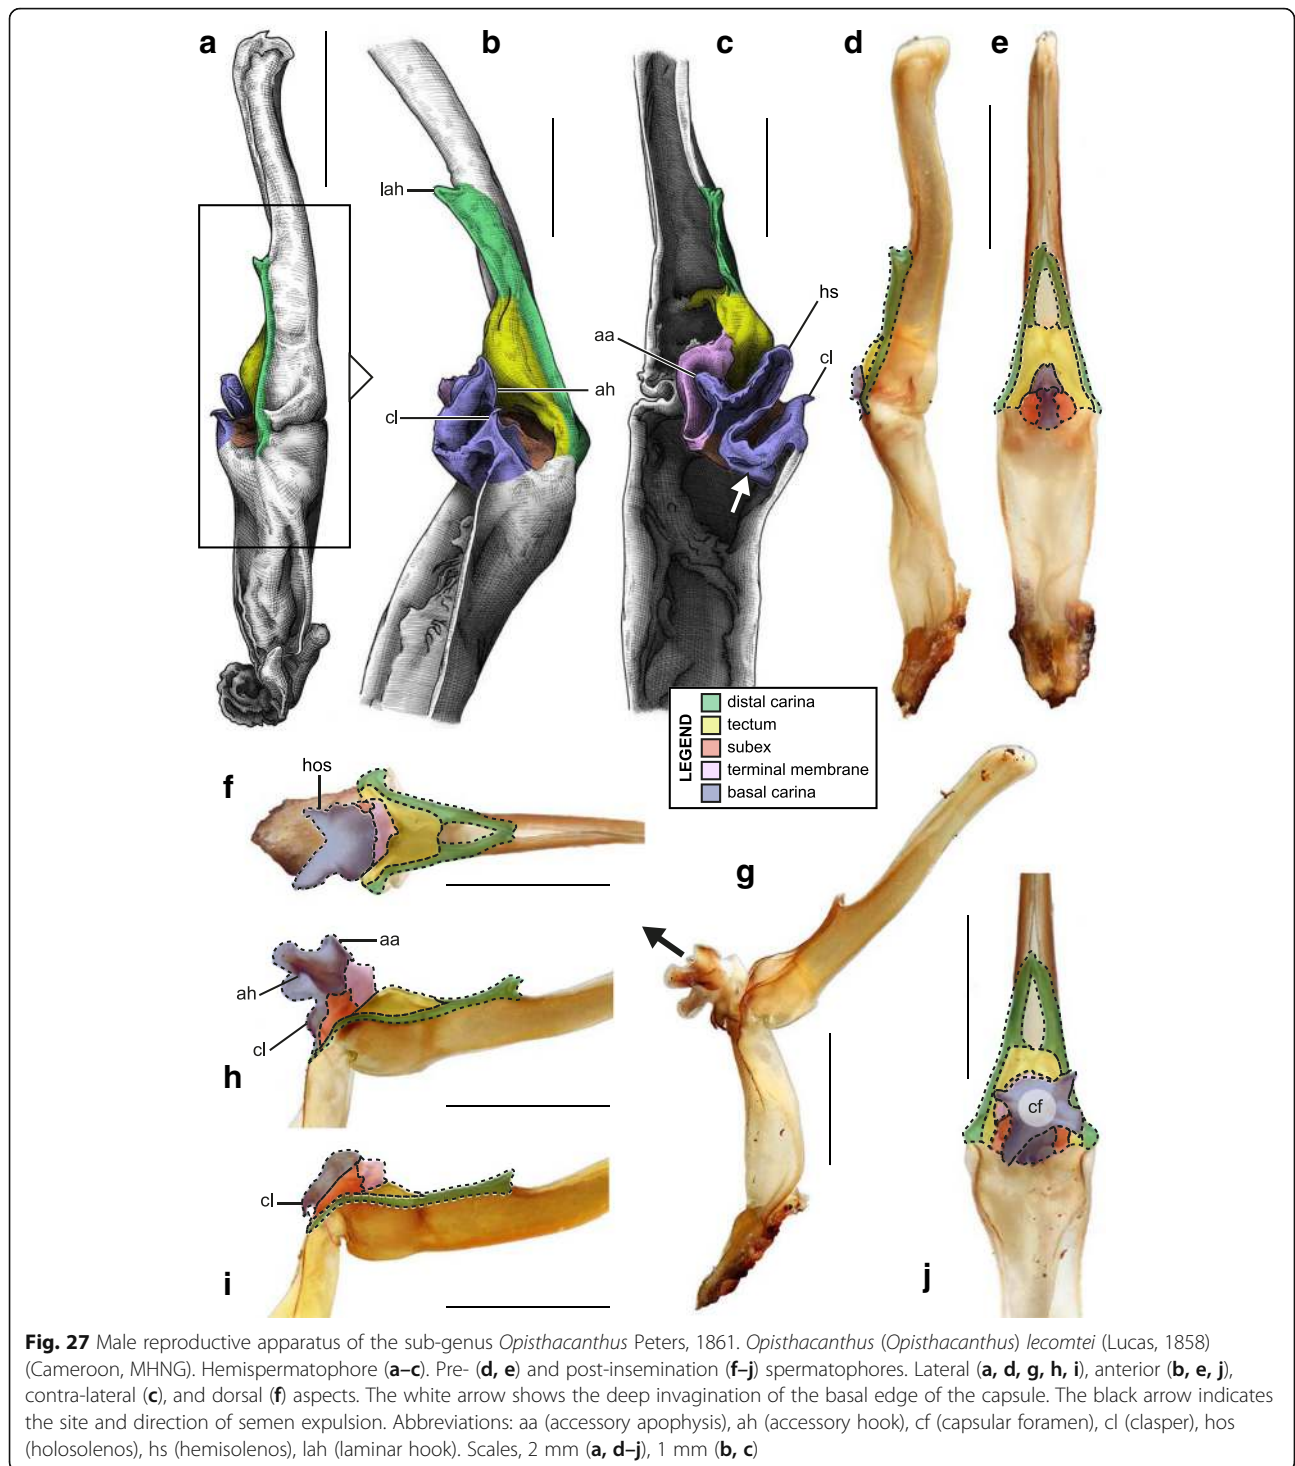 a
b
c
d
e
lah
ah
cl
aa
hs
cl
LEGEND
distal carina
tectum
subex
terminal membrane
basal carina
f
hos
g
aa
ah
cl
h
cl
i
cf
j
Fig. 27 Male reproductive apparatus of the sub-genus Opisthacanthus Peters, 1861. Opisthacanthus (Opisthacanthus) lecomtei (Lucas, 1858)
(Cameroon, MHNG). Hemispermatophore (a–c). Pre- (d, e) and post-insemination (f–j) spermatophores. Lateral (a, d, g, h, i), anterior (b, e, j),
contra-lateral (c), and dorsal (f) aspects. The white arrow shows the deep invagination of the basal edge of the capsule. The black arrow indicates
the site and direction of semen expulsion. Abbreviations: aa (accessory apophysis), ah (accessory hook), cf (capsular foramen), cl (clasper), hos
(holosolenos), hs (hemisolenos), lah (laminar hook). Scales, 2 mm (a, d–j), 1 mm (b, c)